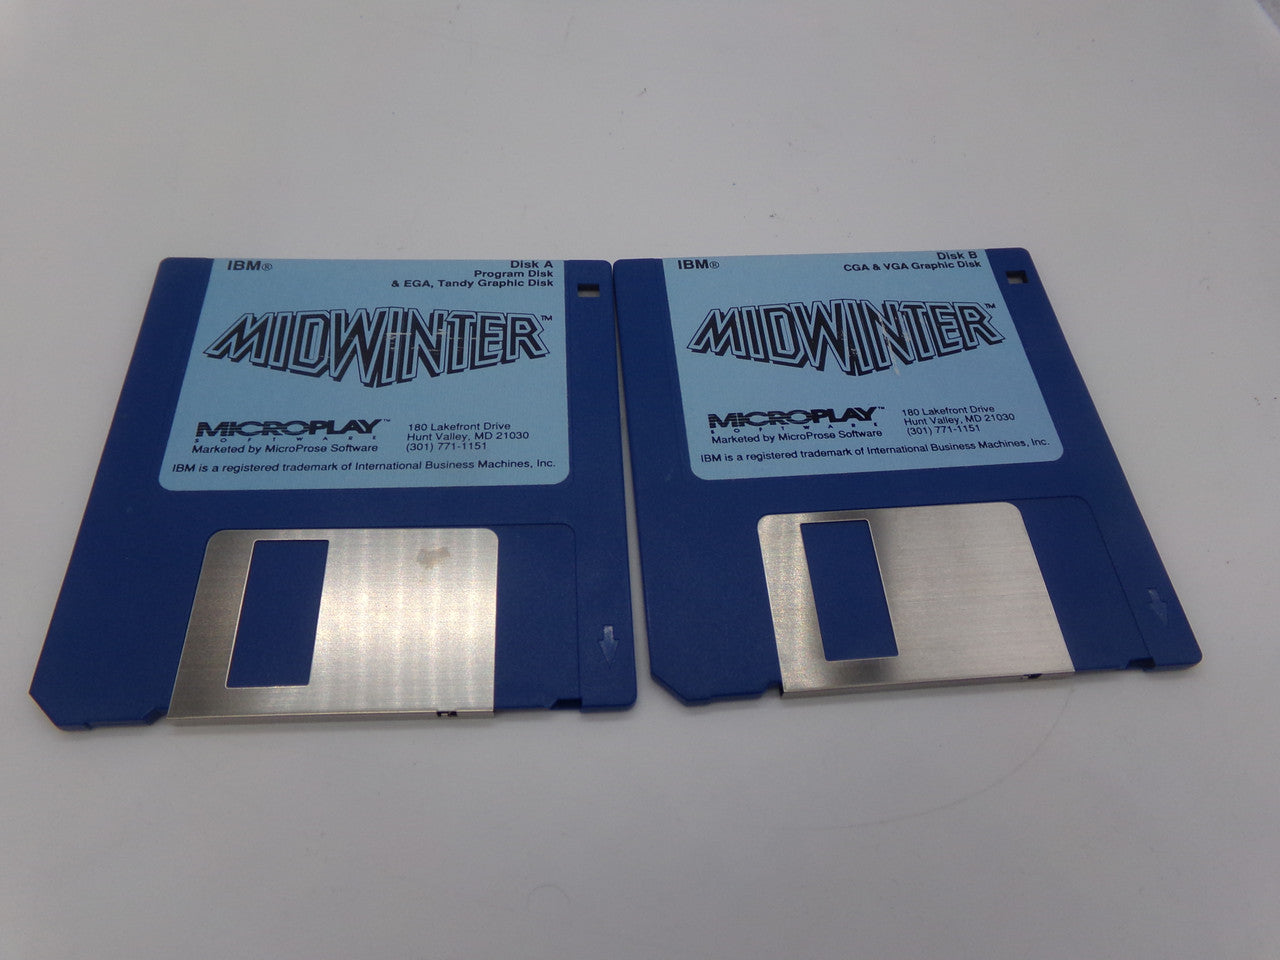 IBM®
Disk A
Program Disk
& EGA, Tandy Graphic Disk
MIDWINTER™
MICROPLAY™
SOFTWARE
Marketed by MicroProse Software
180 Lakefront Drive
Hunt Valley, MD 21030
(301) 771-1151
IBM is a registered trademark of International Business Machines, Inc.
IBM®
Disk B
CGA & VGA Graphic Disk
MIDWINTER™
MICROPLAY™
SOFTWARE
Marketed by MicroProse Software
180 Lakefront Drive
Hunt Valley, MD 21030
(301) 771-1151
IBM is a registered trademark of International Business Machines, Inc.